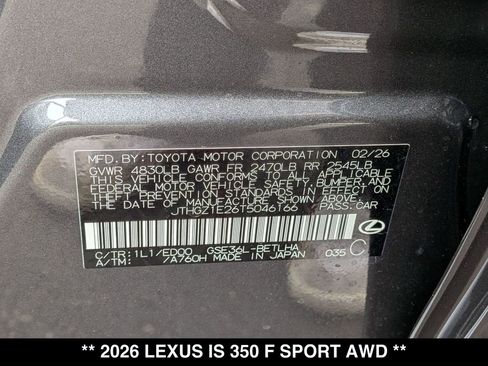 MFD. BY: TOYOTA MOTOR CORPORATION 02/26
GVWR 4830LB GAWR FR 2470LB RR 2545LB
THIS VEHICLE CONFORMS TO ALL APPLICABLE
FEDERAL MOTOR VEHICLE SAFETY, BUMPER, AND
THEFT PREVENTION STANDARDS IN EFFECT ON
THE DATE OF MANUFACTURE SHOWN ABOVE.
JTHGZ1E26T5046166 PASS-CAR
C/TR: 1L1/ED00 GSE36L-BETLHA
A/TM: /A760H MADE IN JAPAN 035 C
** 2026 LEXUS IS 350 F SPORT AWD **